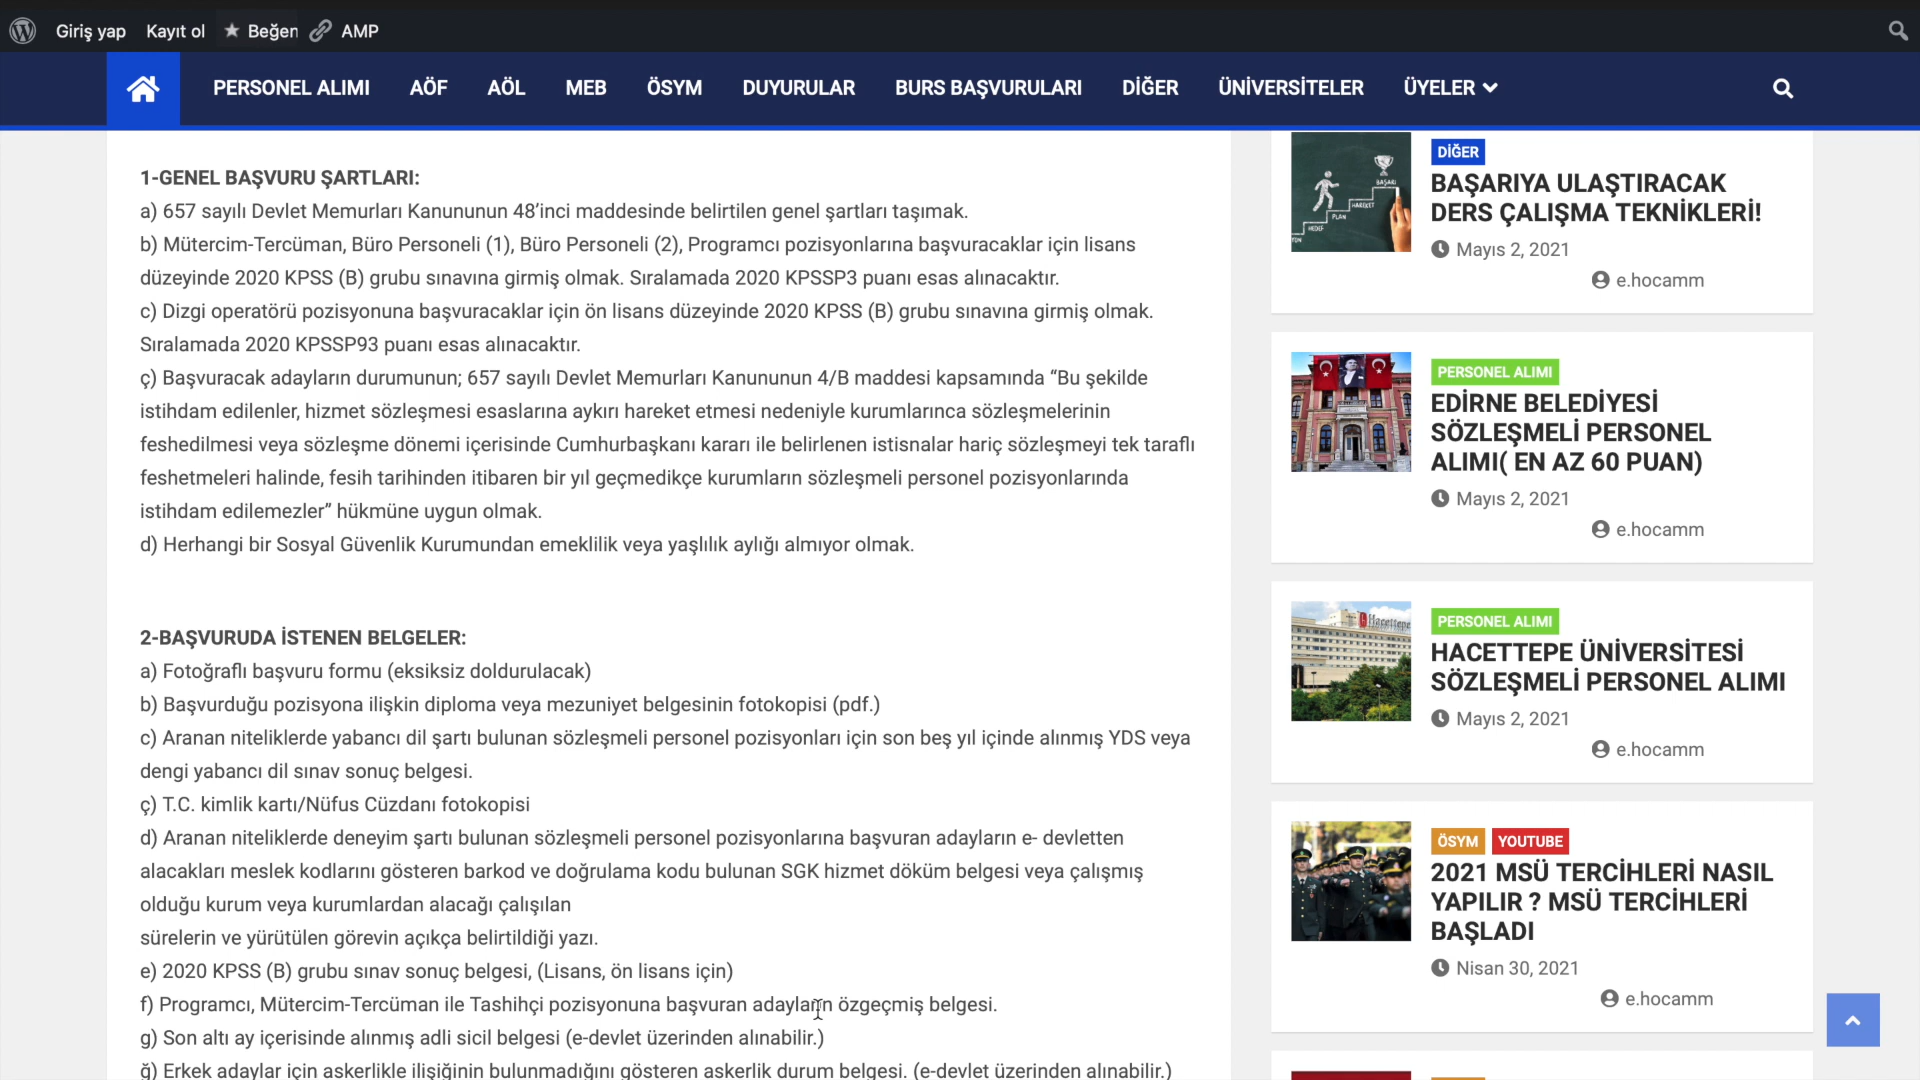 Giriş yap Kayıt ol Beğen AMP
PERSONEL ALIMI AÖF AÖL MEB ÖSYM DUYURULAR BURS BAŞVURULARI DİĞER ÜNİVERSİTELER ÜYELER
1-GENEL BAŞVURU ŞARTLARI:
a) 657 sayılı Devlet Memurları Kanununun 48’inci maddesinde belirtilen genel şartları taşımak.
b) Mütercim-Tercüman, Büro Personeli (1), Büro Personeli (2), Programcı pozisyonlarına başvuracaklar için lisans
düzeyinde 2020 KPSS (B) grubu sınavına girmiş olmak. Sıralamada 2020 KPSSP3 puanı esas alınacaktır.
c) Dizgi operatörü pozisyonuna başvuracaklar için ön lisans düzeyinde 2020 KPSS (B) grubu sınavına girmiş olmak.
Sıralamada 2020 KPSSP93 puanı esas alınacaktır.
ç) Başvuracak adayların durumunun; 657 sayılı Devlet Memurları Kanununun 4/B maddesi kapsamında “Bu şekilde
istihdam edilenler, hizmet sözleşmesi esaslarına aykırı hareket etmesi nedeniyle kurumlarınca sözleşmelerinin
feshedilmesi veya sözleşme dönemi içerisinde Cumhurbaşkanı kararı ile belirlenen istisnalar hariç sözleşmeyi tek taraflı
feshetmeleri halinde, fesih tarihinden itibaren bir yıl geçmedikçe kurumların sözleşmeli personel pozisyonlarında
istihdam edilemezler” hükmüne uygun olmak.
d) Herhangi bir Sosyal Güvenlik Kurumundan emeklilik veya yaşlılık aylığı almıyor olmak.
2-BAŞVURUDA İSTENEN BELGELER:
a) Fotoğraflı başvuru formu (eksiksiz doldurulacak)
b) Başvurduğu pozisyona ilişkin diploma veya mezuniyet belgesinin fotokopisi (pdf.)
c) Aranan niteliklerde yabancı dil şartı bulunan sözleşmeli personel pozisyonları için son beş yıl içinde alınmış YDS veya
dengi yabancı dil sınav sonuç belgesi.
ç) T.C. kimlik kartı/Nüfus Cüzdanı fotokopisi
d) Aranan niteliklerde deneyim şartı bulunan sözleşmeli personel pozisyonlarına başvuran adayların e- devletten
alacakları meslek kodlarını gösteren barkod ve doğrulama kodu bulunan SGK hizmet döküm belgesi veya çalışmış
olduğu kurum veya kurumlardan alacağı çalışılan
sürelerin ve yürütülen görevin açıkça belirtildiği yazı.
e) 2020 KPSS (B) grubu sınav sonuç belgesi, (Lisans, ön lisans için)
f) Programcı, Mütercim-Tercüman ile Tashihçi pozisyonuna başvuran adayların özgeçmiş belgesi.
g) Son altı ay içerisinde alınmış adli sicil belgesi (e-devlet üzerinden alınabilir.)
ğ) Erkek adaylar için askerlikle ilişiğinin bulunmadığını gösteren askerlik durum belgesi. (e-devlet üzerinden alınabilir.)
BAŞARI
HAREKET
PLAN
HEDEF
DİĞER
BAŞARIYA ULAŞTIRACAK
DERS ÇALIŞMA TEKNİKLERİ!
Mayıs 2, 2021
e.hocamm
PERSONEL ALIMI
EDİRNE BELEDİYESİ
SÖZLEŞMELİ PERSONEL
ALIMI( EN AZ 60 PUAN)
Mayıs 2, 2021
e.hocamm
Hacettepe
PERSONEL ALIMI
HACETTEPE ÜNİVERSİTESİ
SÖZLEŞMELİ PERSONEL ALIMI
Mayıs 2, 2021
e.hocamm
ÖSYM YOUTUBE
2021 MSÜ TERCİHLERİ NASIL
YAPILIR ? MSÜ TERCİHLERİ
BAŞLADI
Nisan 30, 2021
e.hocamm